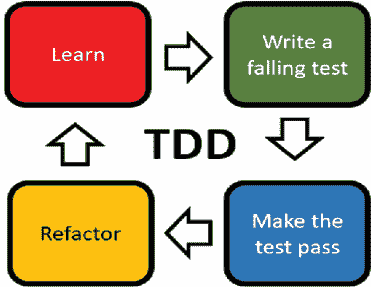 Learn
Write a
falling test
TDD
Refactor
Make the
test pass